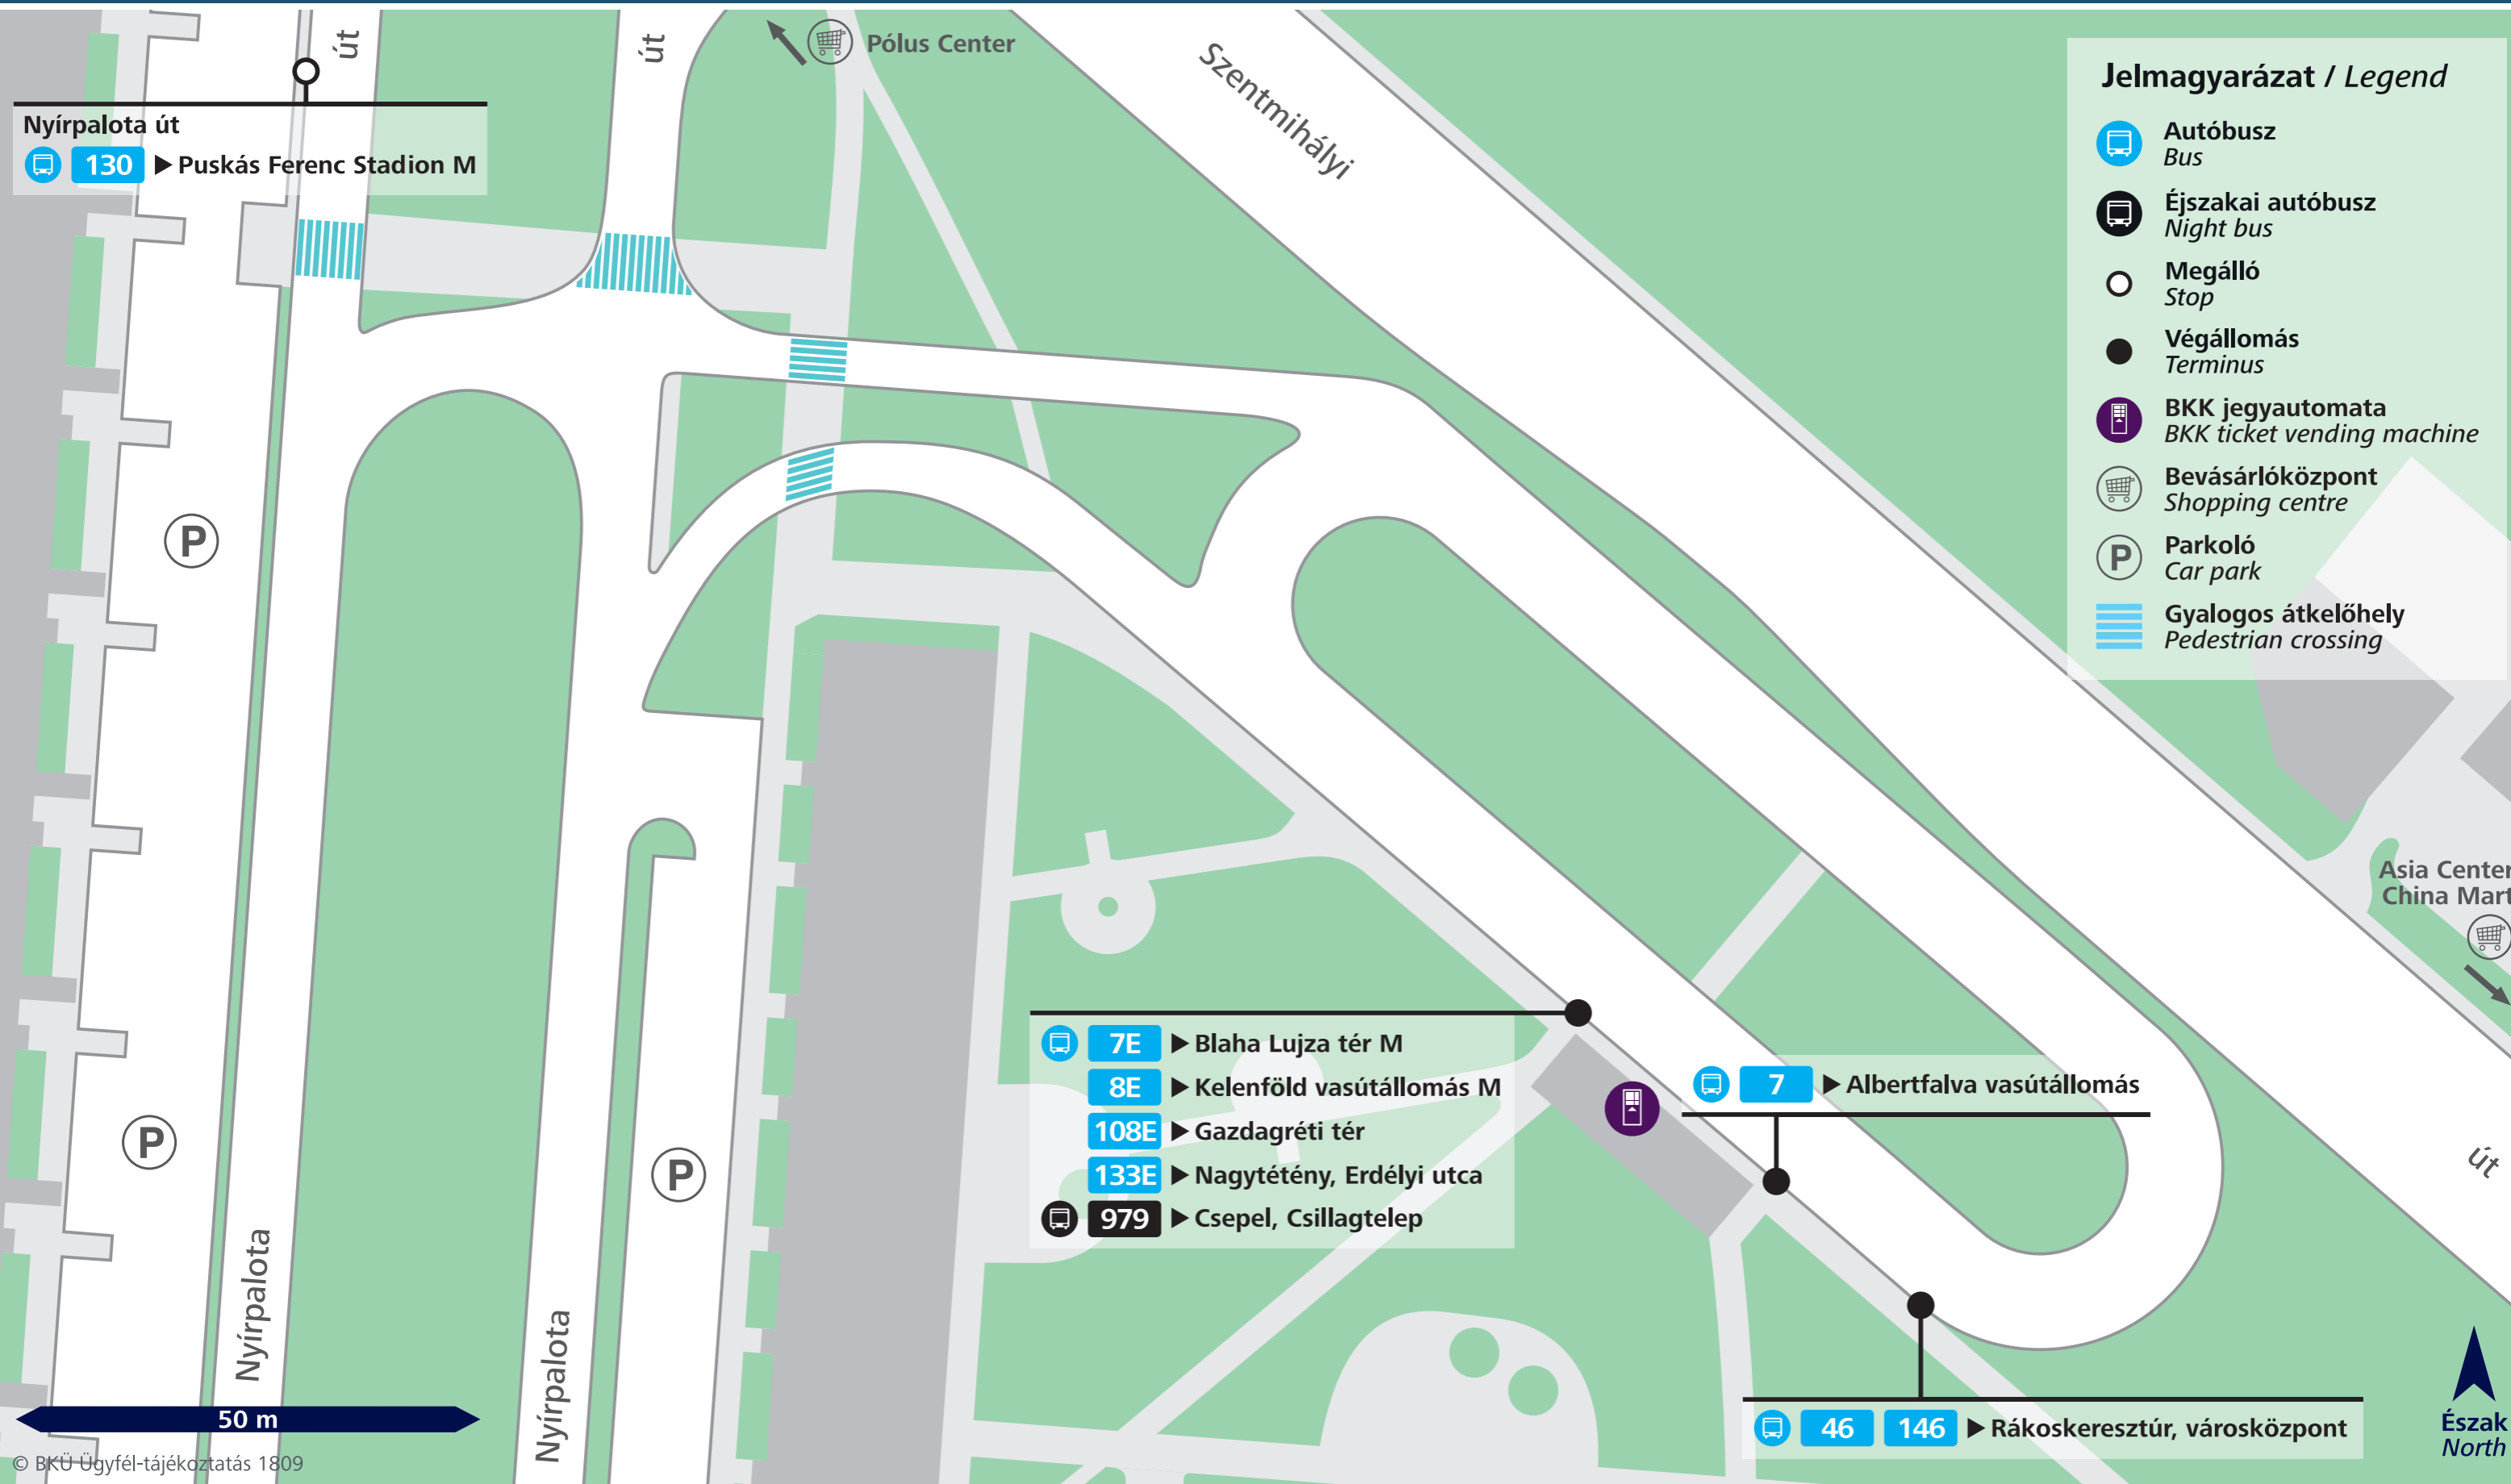 út
út
Pólus Center
Szentmihályi
Nyírpalota út
130 Puskás Ferenc Stadion M
Jelmagyarázat / Legend
Autóbusz
Bus
Éjszakai autóbusz
Night bus
Megálló
Stop
Végállomás
Terminus
BKK jegyautomata
BKK ticket vending machine
Bevásárlóközpont
Shopping centre
P
Parkoló
Car park
Gyalogos átkelőhely
Pedestrian crossing
P
Asia Center
China Mart
7E Blaha Lujza tér M
8E Kelenföld vasútállomás M
108E Gazdagréti tér
133E Nagytétény, Erdélyi utca
979 Csepel, Csillagtelep
7 Albertfalva vasútállomás
P
P
út
Nyírpalota
Nyírpalota
46 146 Rákoskeresztúr, városközpont
50 m
Észak
North
© BKÜ Ügyfél-tájékoztatás 1809